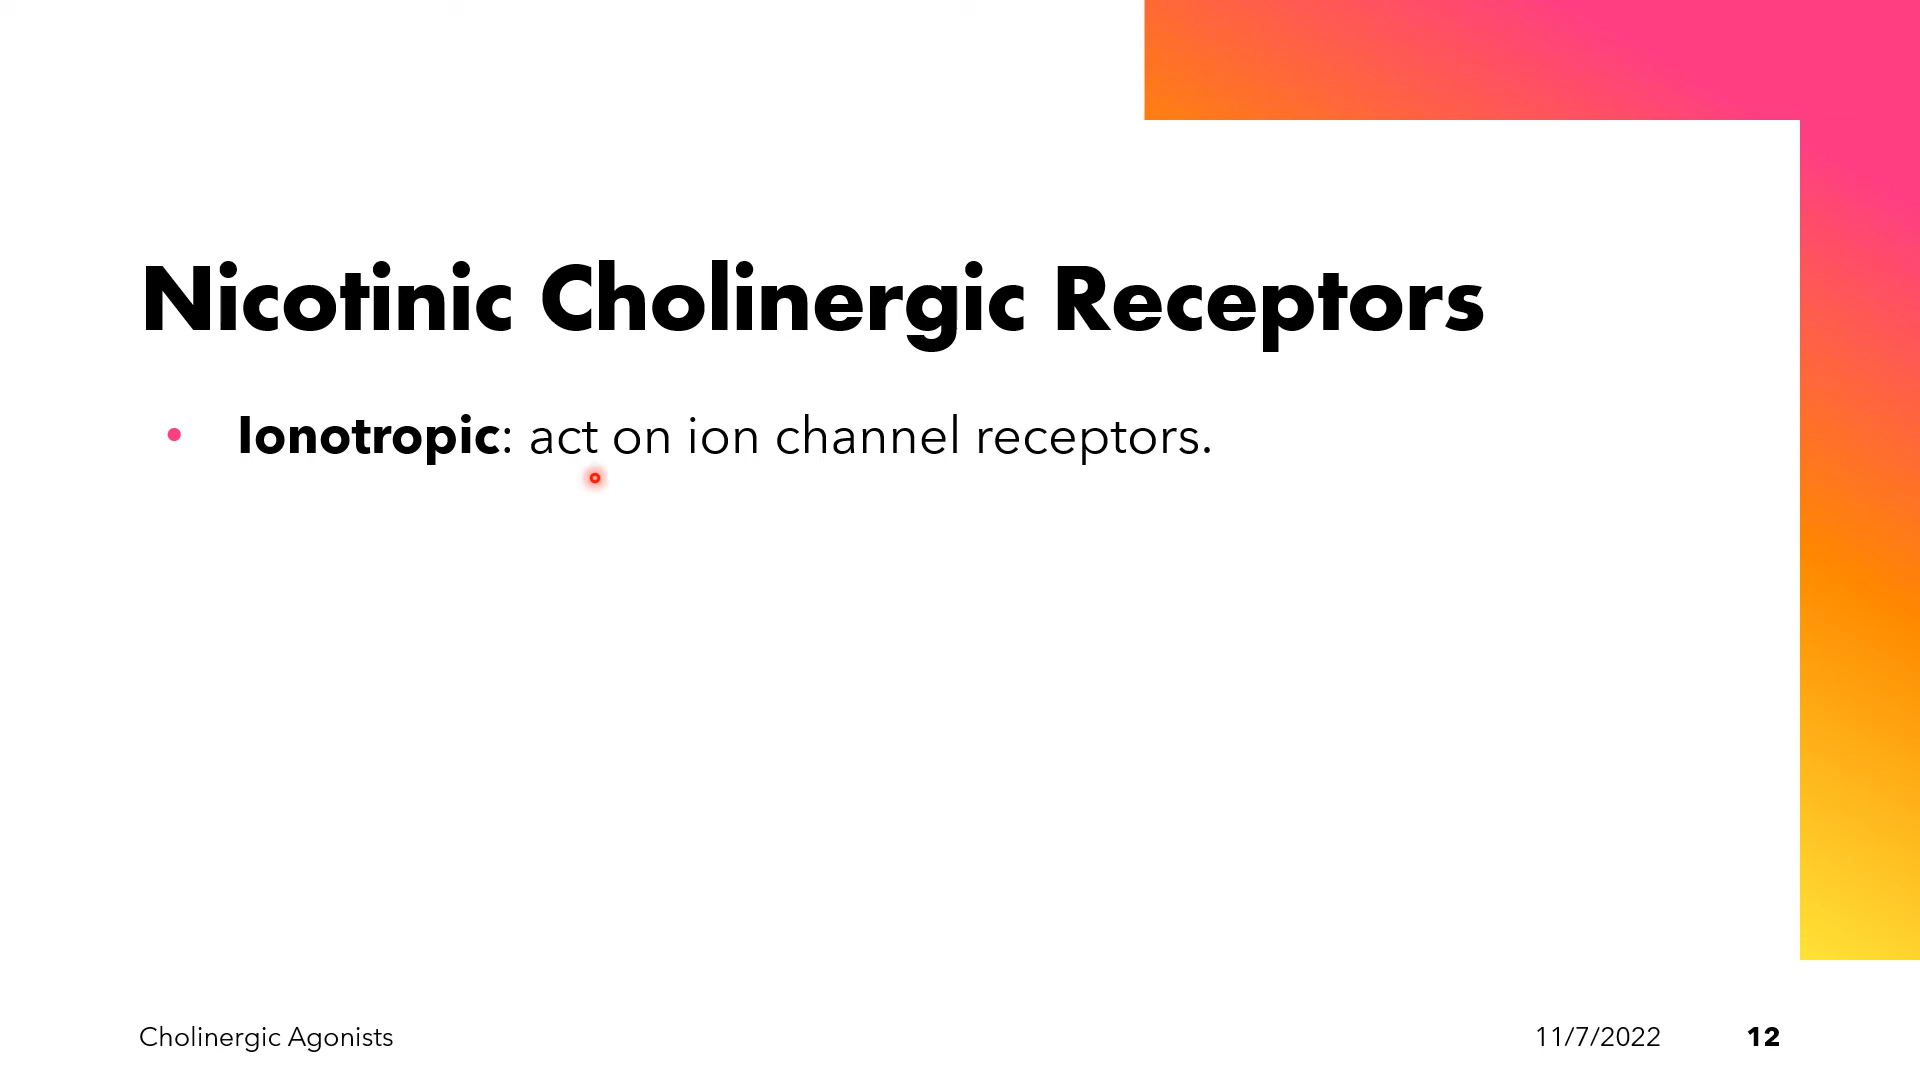 Nicotinic Cholinergic Receptors
• Ionotropic: act on ion channel receptors.
Cholinergic Agonists
11/7/2022
12